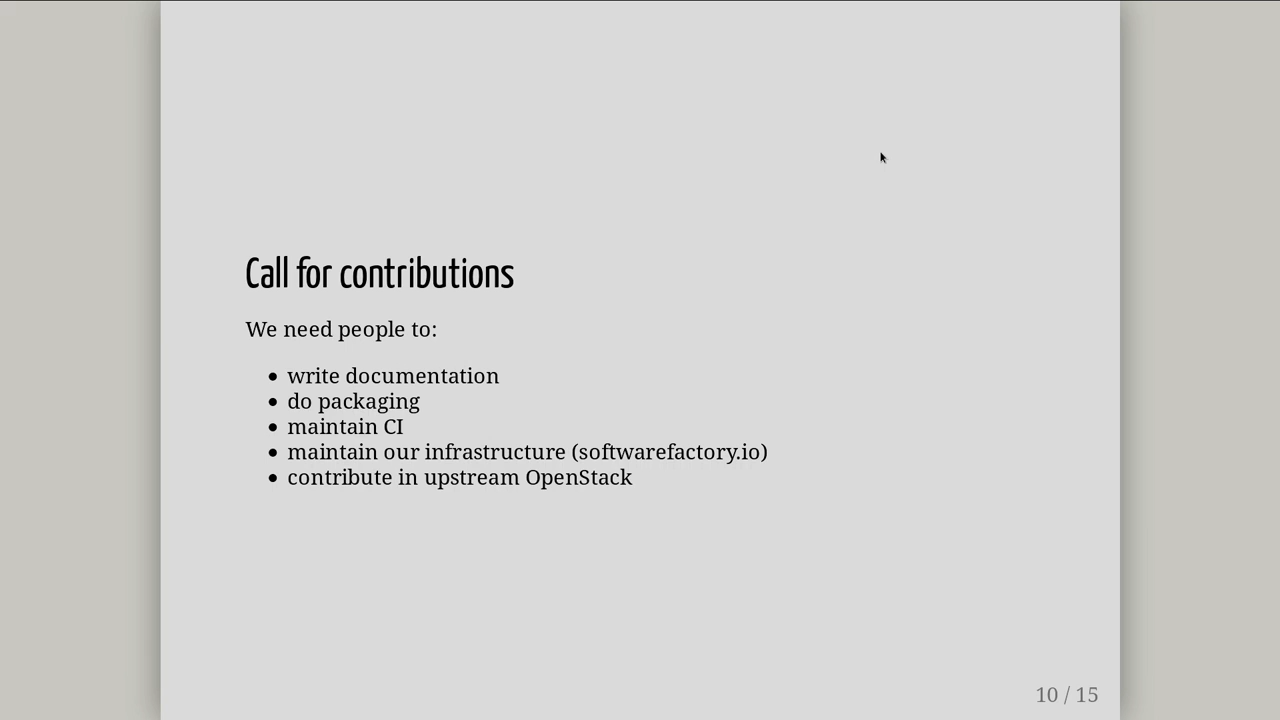 Call for contributions
We need people to:
• write documentation
• do packaging
• maintain CI
• maintain our infrastructure (softwarefactory.io)
• contribute in upstream OpenStack
10 / 15